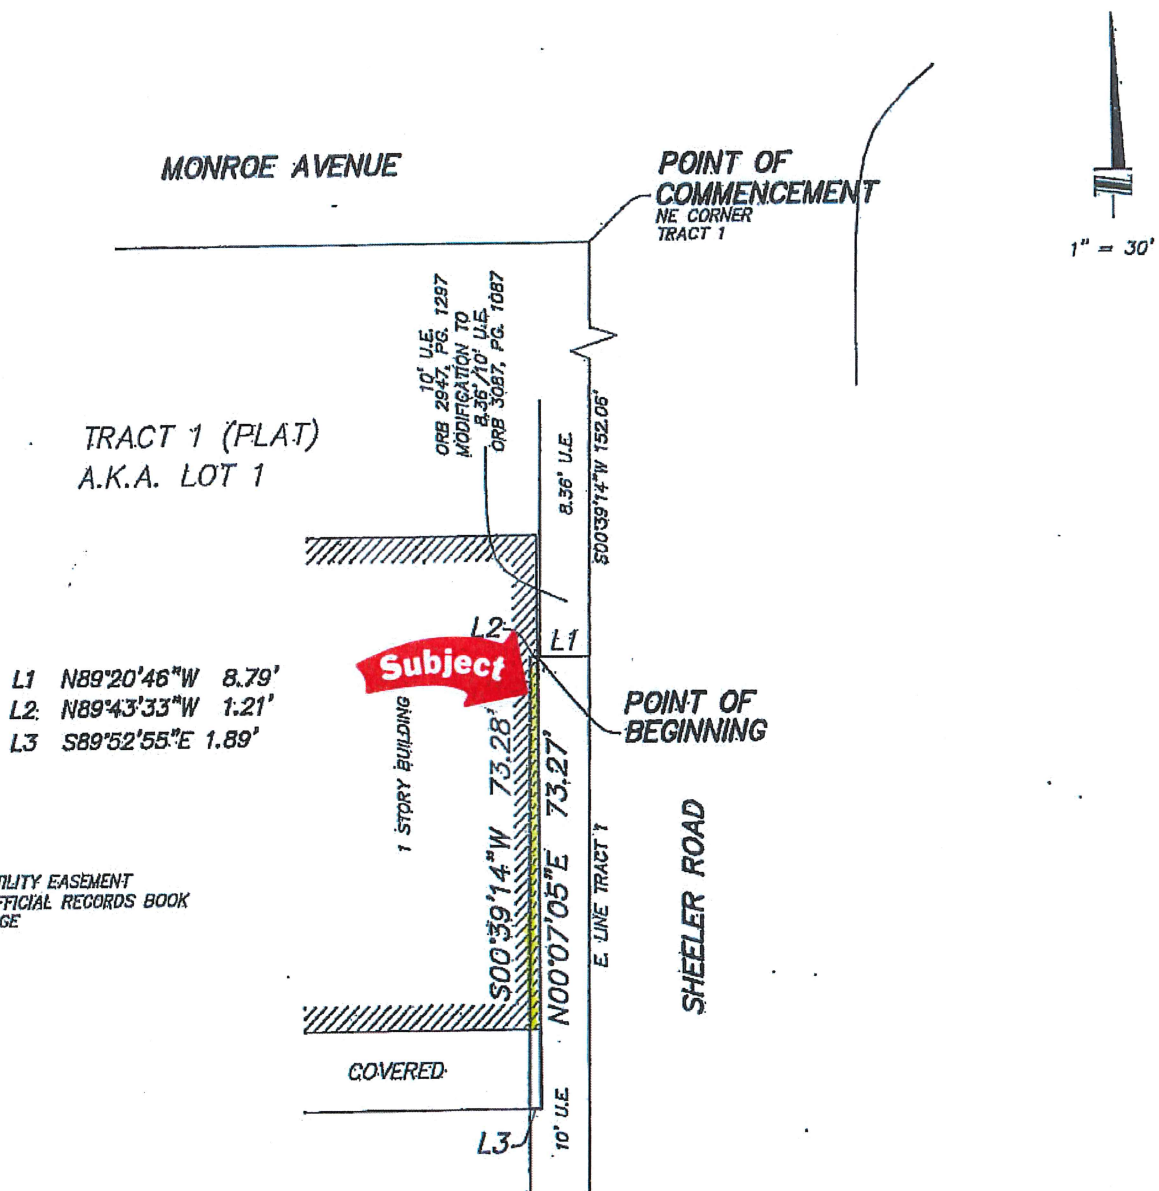 MONROE AVENUE
POINT OF
COMMENCEMENT
NE CORNER
TRACT 1
1" = 30'
10' U.E.
ORB 2947, PG. 1297
MODIFICATION TO
8.36'/10' U.E.
ORB 3087, PG. 1087
TRACT 1 (PLAT)
A.K.A. LOT 1
8.36' U.E.
S00°39'14"W 152.06'
L2
L1
Subject
L1 N89°20'46"W 8.79'
L2 N89°43'33"W 1.21'
L3 S89°52'55"E 1.89'
POINT OF
BEGINNING
1 STORY BUILDING
S00°39'14"W 73.28'
N00°07'05"E 73.27'
E. LINE TRACT 1
SHEELER ROAD
ILITY EASEMENT
FFICIAL RECORDS BOOK
GE
COVERED
10' U.E.
L3